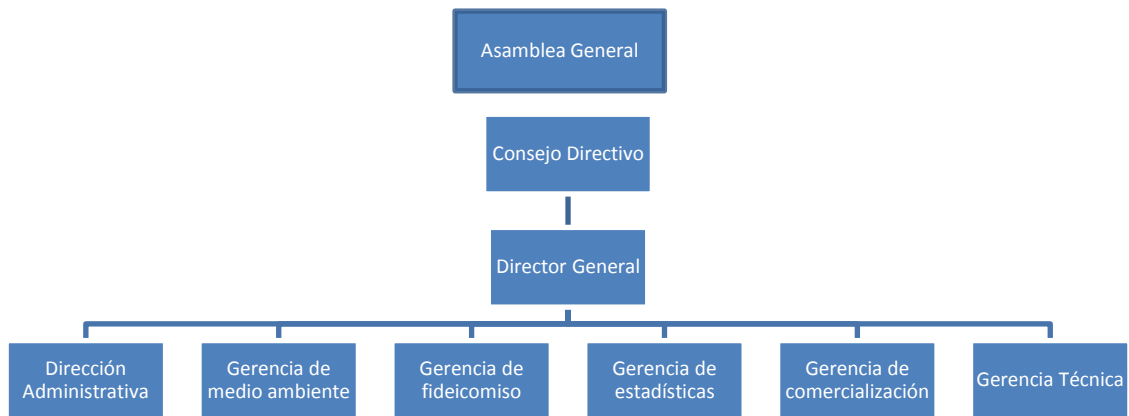 Asamblea General
Consejo Directivo
Director General
Dirección
Administrativa
Gerencia de
medio ambiente
Gerencia de
fideicomiso
Gerencia de
estadísticas
Gerencia de
comercialización
Gerencia Técnica